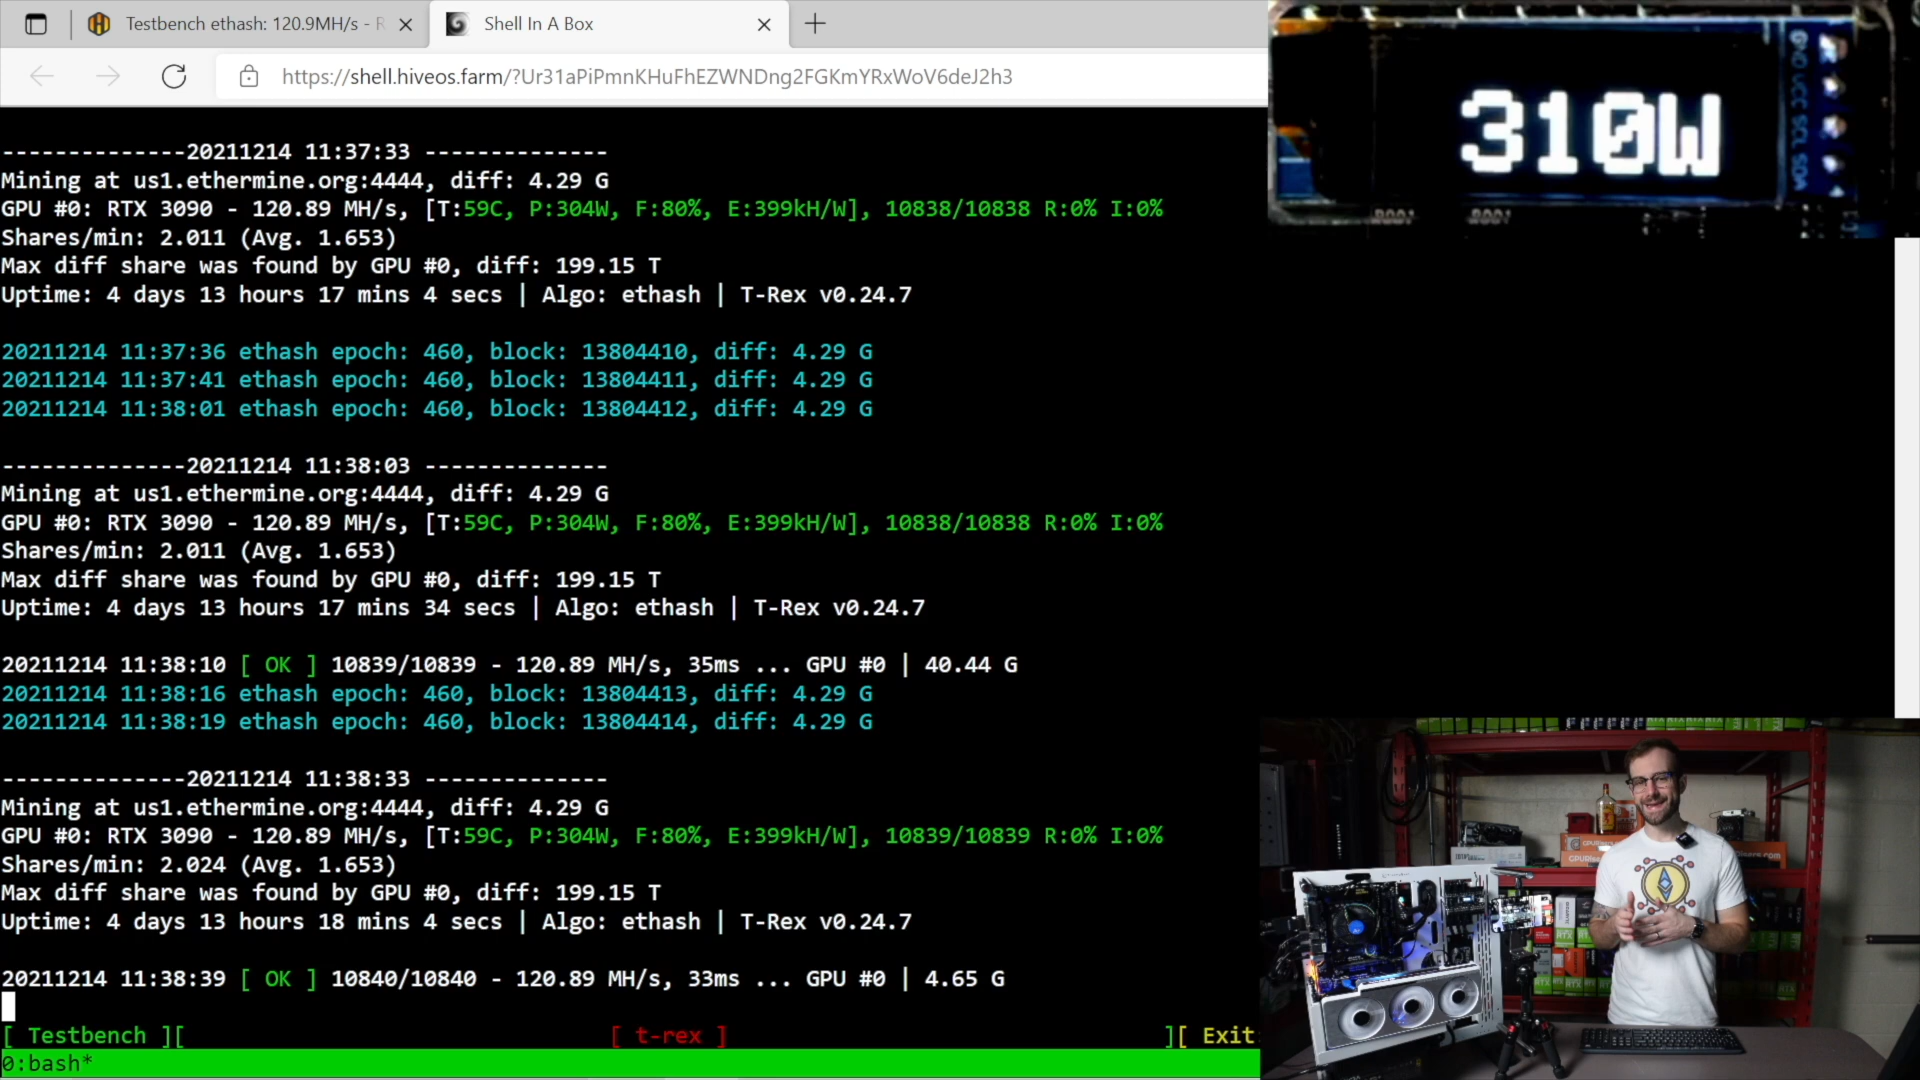 Testbench ethash: 120.9MH/s - R
Shell In A Box
https://shell.hiveos.farm/?Ur31aPiPmnKHuFhEZWNDng2FGKmYRxWoV6deJ2h3
310W
GND VCC SCL SDA
--------------20211214 11:37:33 --------------
Mining at us1.ethermine.org:4444, diff: 4.29 G
GPU #0: RTX 3090 - 120.89 MH/s, [T:59C, P:304W, F:80%, E:399kH/W], 10838/10838 R:0% I:0%
Shares/min: 2.011 (Avg. 1.653)
Max diff share was found by GPU #0, diff: 199.15 T
Uptime: 4 days 13 hours 17 mins 4 secs | Algo: ethash | T-Rex v0.24.7
20211214 11:37:36 ethash epoch: 460, block: 13804410, diff: 4.29 G
20211214 11:37:41 ethash epoch: 460, block: 13804411, diff: 4.29 G
20211214 11:38:01 ethash epoch: 460, block: 13804412, diff: 4.29 G
--------------20211214 11:38:03 --------------
Mining at us1.ethermine.org:4444, diff: 4.29 G
GPU #0: RTX 3090 - 120.89 MH/s, [T:59C, P:304W, F:80%, E:399kH/W], 10838/10838 R:0% I:0%
Shares/min: 2.011 (Avg. 1.653)
Max diff share was found by GPU #0, diff: 199.15 T
Uptime: 4 days 13 hours 17 mins 34 secs | Algo: ethash | T-Rex v0.24.7
20211214 11:38:10 [ OK ] 10839/10839 - 120.89 MH/s, 35ms ... GPU #0 | 40.44 G
20211214 11:38:16 ethash epoch: 460, block: 13804413, diff: 4.29 G
20211214 11:38:19 ethash epoch: 460, block: 13804414, diff: 4.29 G
--------------20211214 11:38:33 --------------
Mining at us1.ethermine.org:4444, diff: 4.29 G
GPU #0: RTX 3090 - 120.89 MH/s, [T:59C, P:304W, F:80%, E:399kH/W], 10839/10839 R:0% I:0%
Shares/min: 2.024 (Avg. 1.653)
Max diff share was found by GPU #0, diff: 199.15 T
Uptime: 4 days 13 hours 18 mins 4 secs | Algo: ethash | T-Rex v0.24.7
20211214 11:38:39 [ OK ] 10840/10840 - 120.89 MH/s, 33ms ... GPU #0 | 4.65 G
[ Testbench ][ [ t-rex ] ][ Exit:
0:bash*